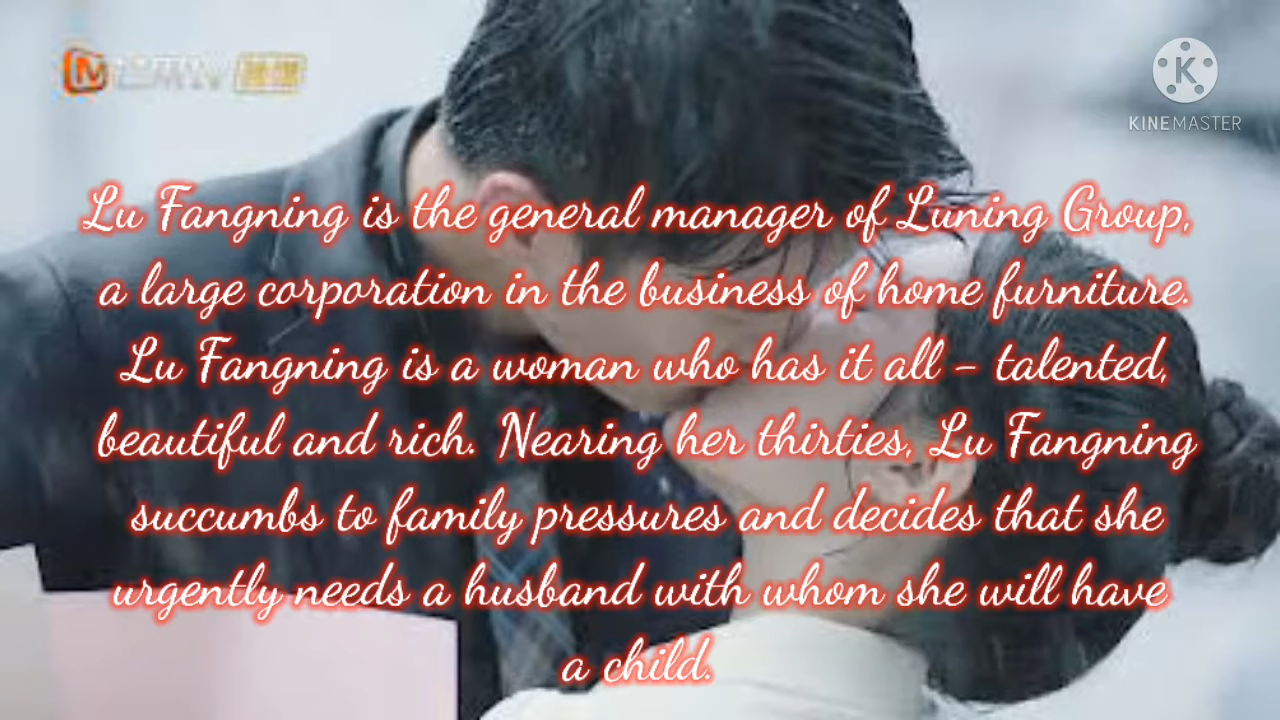 KINEMASTER
Lu Fangning is the general manager of Luning Group,
a large corporation in the business of home furniture.
Lu Fangning is a woman who has it all – talented,
beautiful and rich. Nearing her thirties, Lu Fangning
succumbs to family pressures and decides that she
urgently needs a husband with whom she will have
a child.